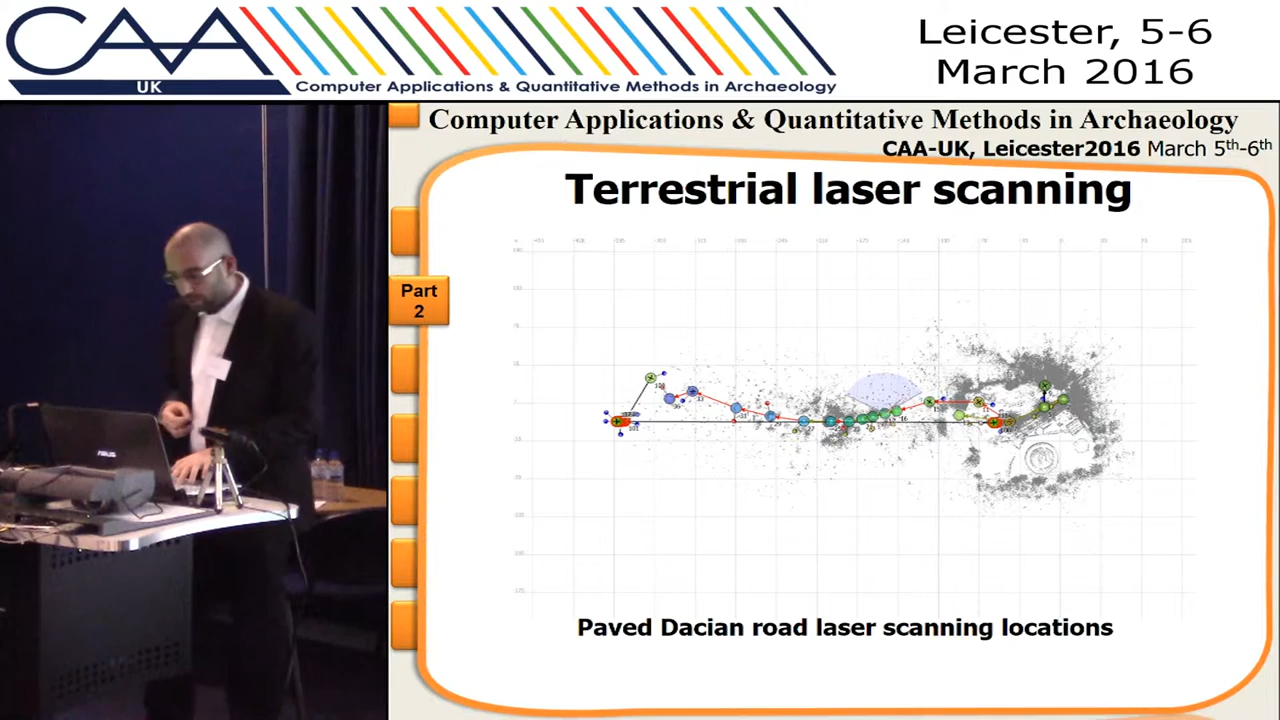 CAA
UK
Computer Applications & Quantitative Methods in Archaeology
Leicester, 5-6
March 2016
Computer Applications & Quantitative Methods in Archaeology
CAA-UK, Leicester2016 March 5th-6th
Terrestrial laser scanning
Part
2
Paved Dacian road laser scanning locations
ASUS